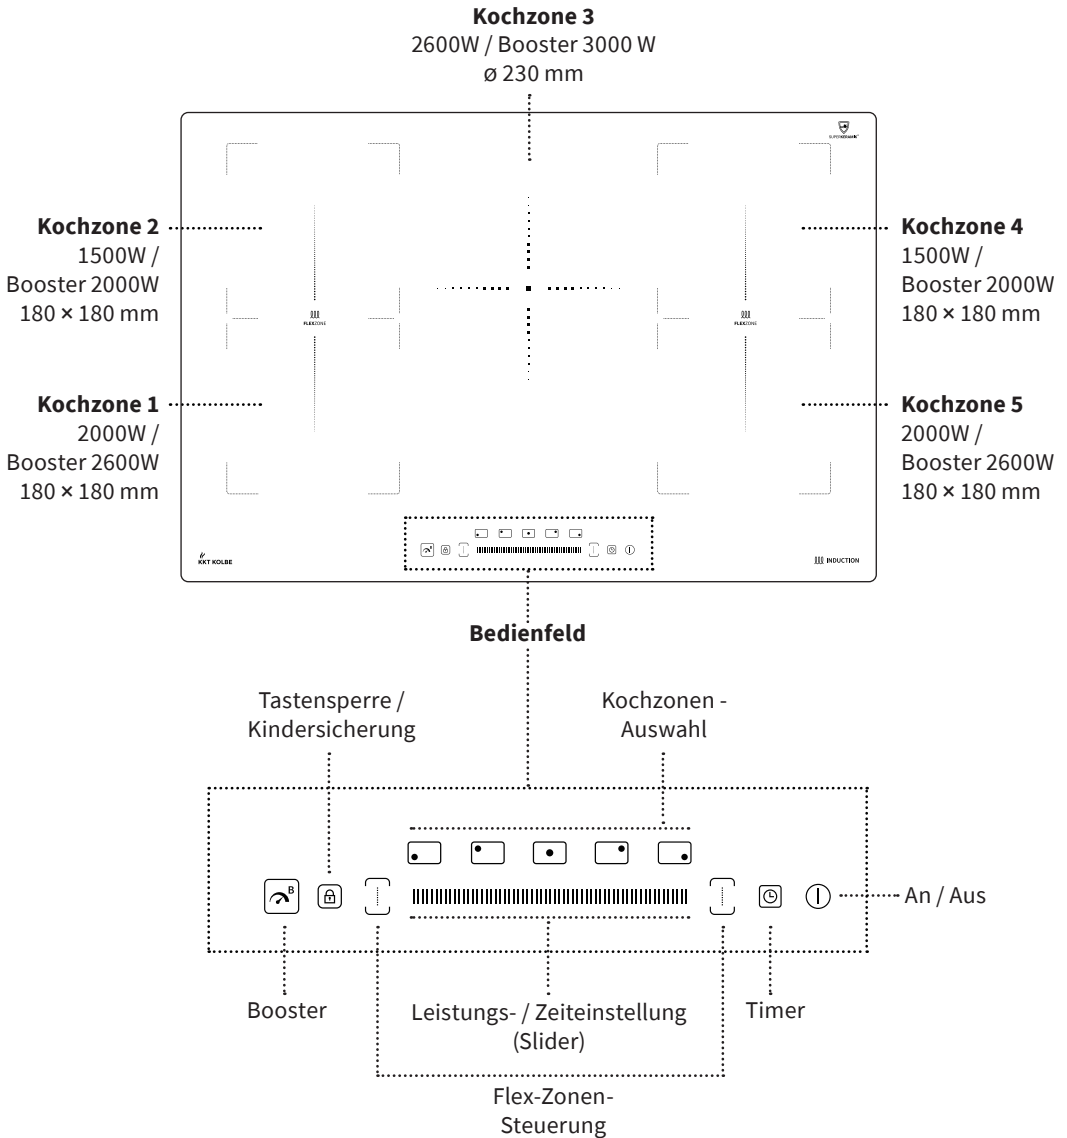 Kochzone 3
2600W / Booster 3000 W
ø 230 mm
SUPERKERAMIK
Kochzone 2
1500W /
Booster 2000W
180 × 180 mm
Kochzone 4
1500W /
Booster 2000W
180 × 180 mm
FLEXZONE
FLEXZONE
Kochzone 1
2000W /
Booster 2600W
180 × 180 mm
Kochzone 5
2000W /
Booster 2600W
180 × 180 mm
KKT KOLBE
INDUCTION
Bedienfeld
Tastensperre /
Kindersicherung
Kochzonen -
Auswahl
B
An / Aus
Booster
Leistungs- / Zeiteinstellung
(Slider)
Timer
Flex-Zonen-
Steuerung